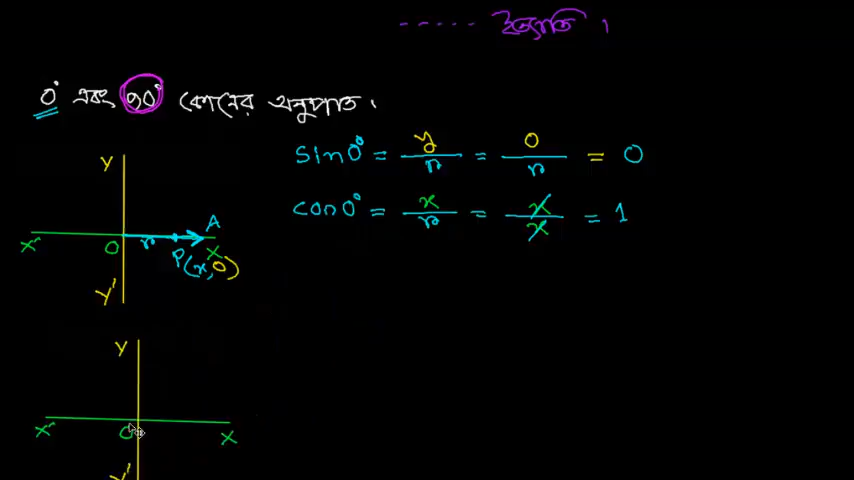 ..... ইত্যাদি ।
0° এবং 90° কোনের অনুপাত ।
sin0° = y/r = 0/r = 0
cos0° = x/r = x/x = 1
Y
A
X' O r X
P(x, 0)
Y'
Y
X' O X
Y'